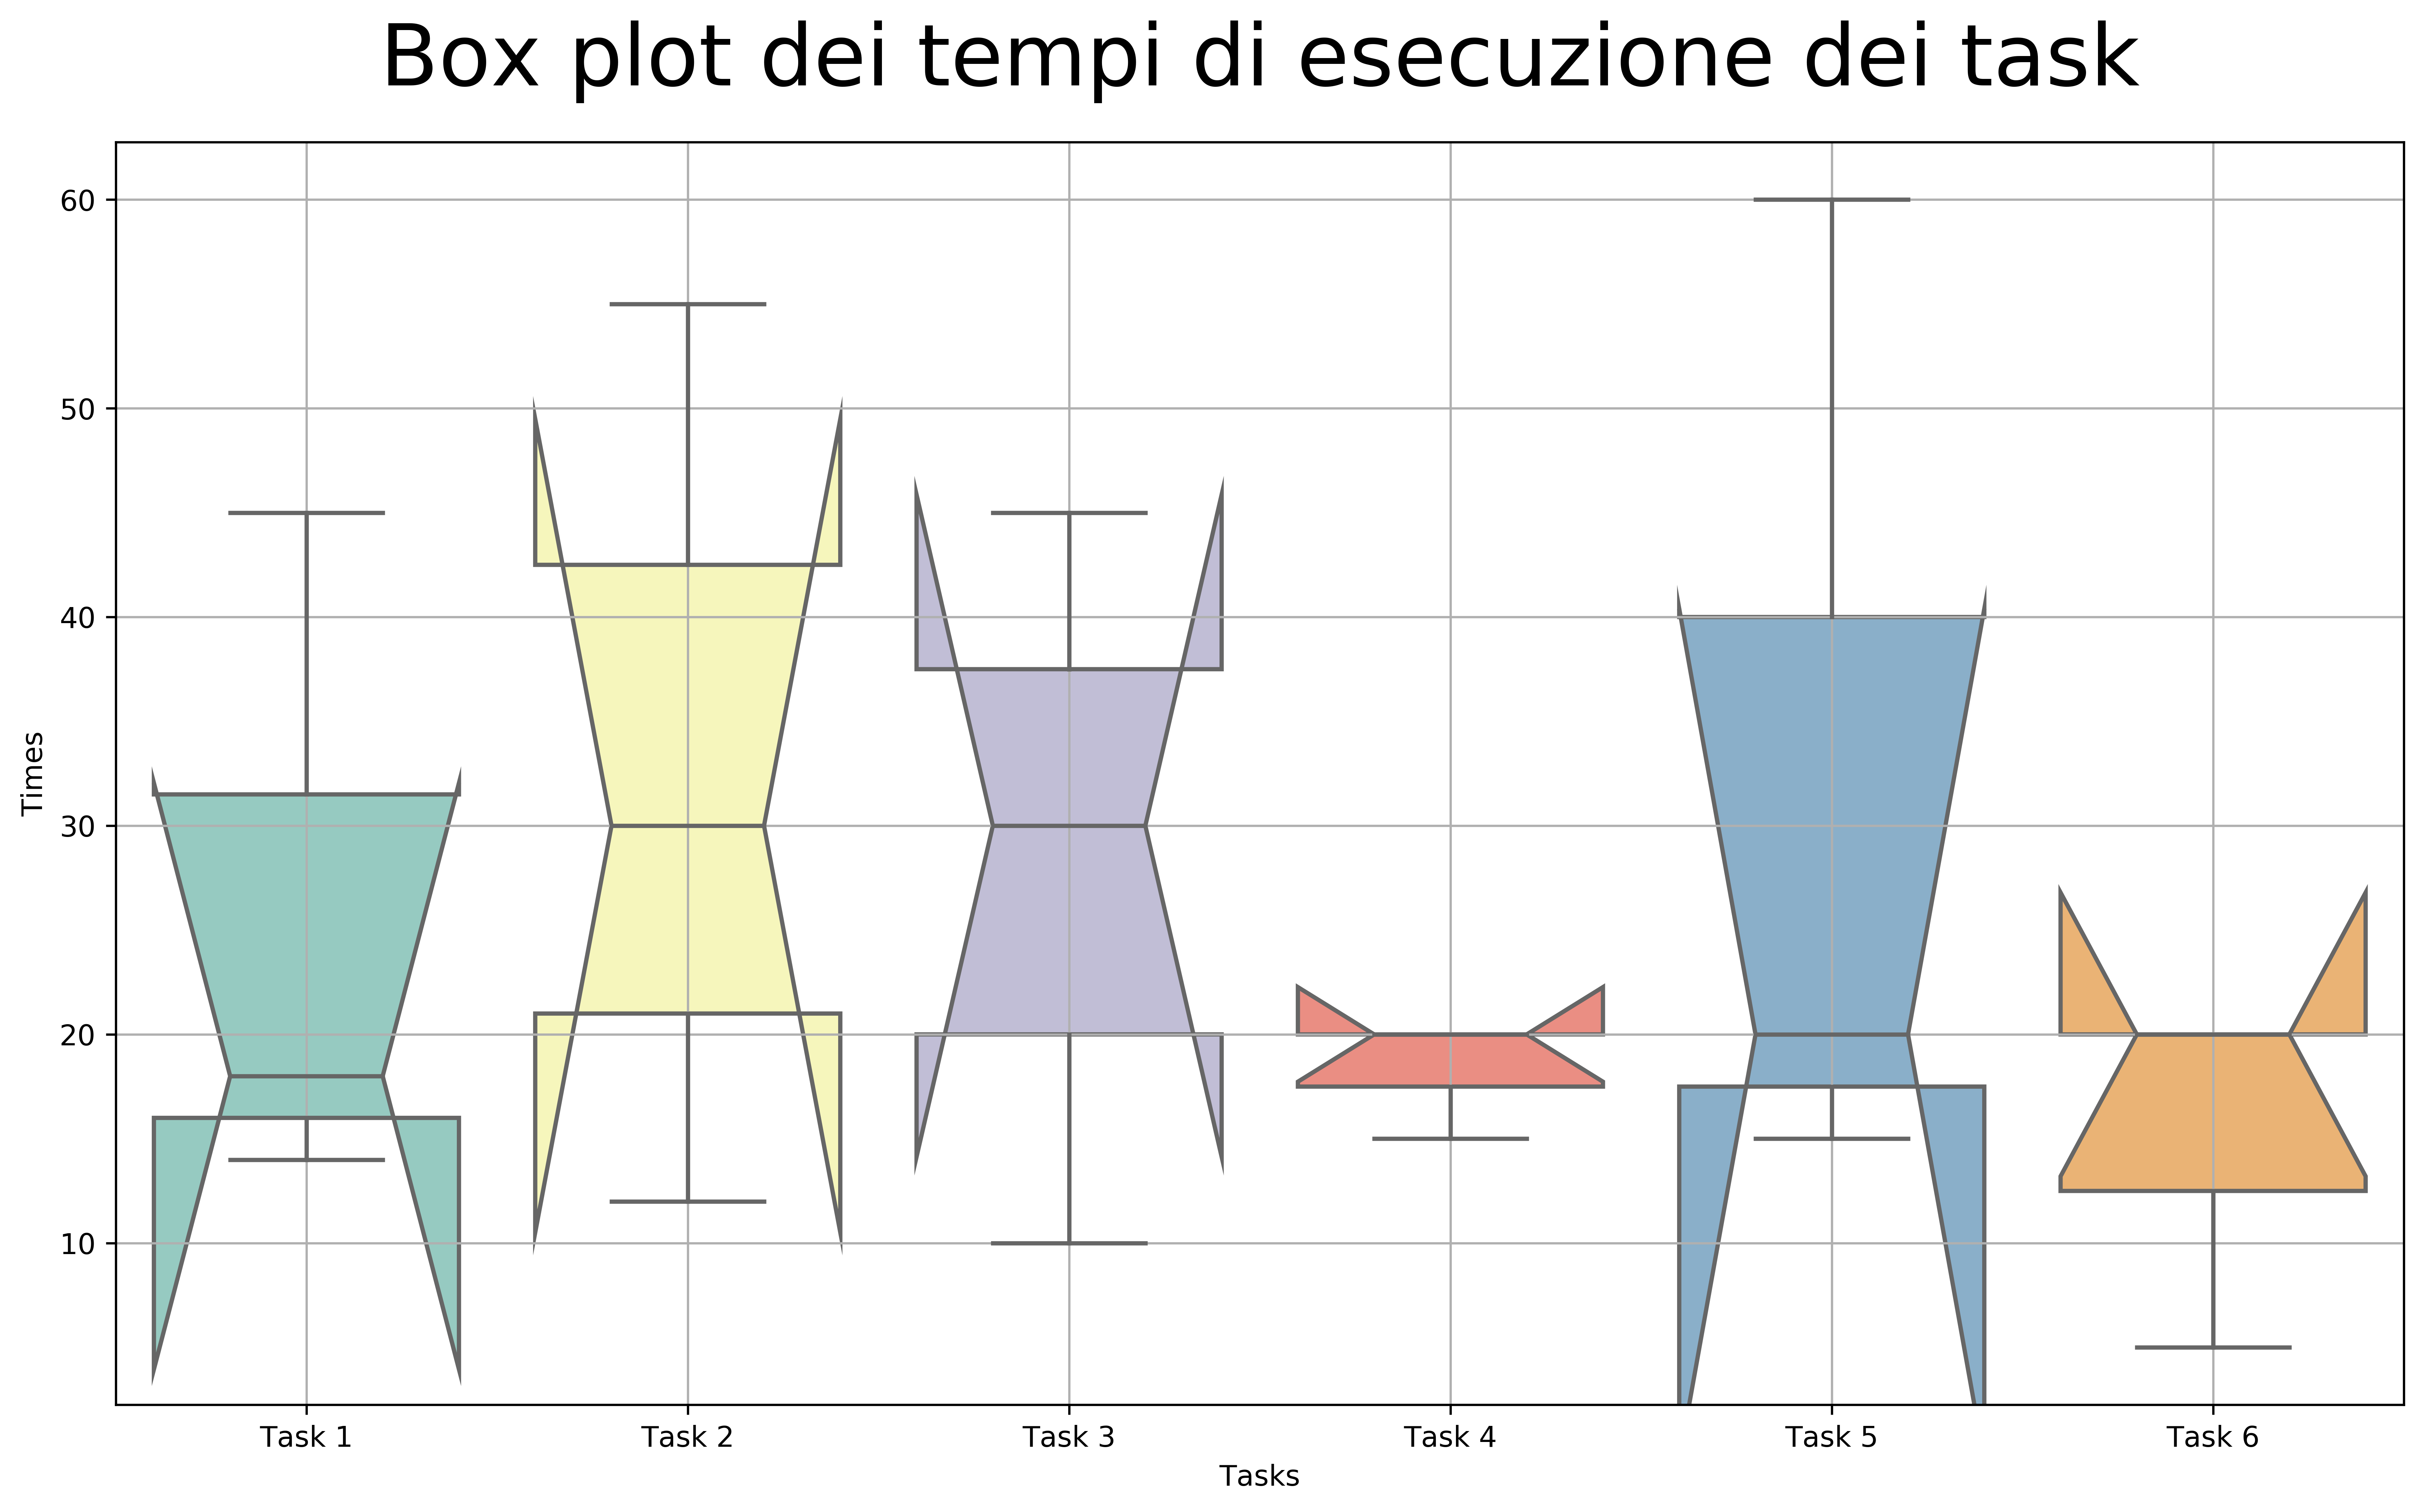 Box plot dei tempi di esecuzione dei task
60
50
40
30
20
10
Times
Task 1
Task 2
Task 3
Task 4
Task 5
Task 6
Tasks